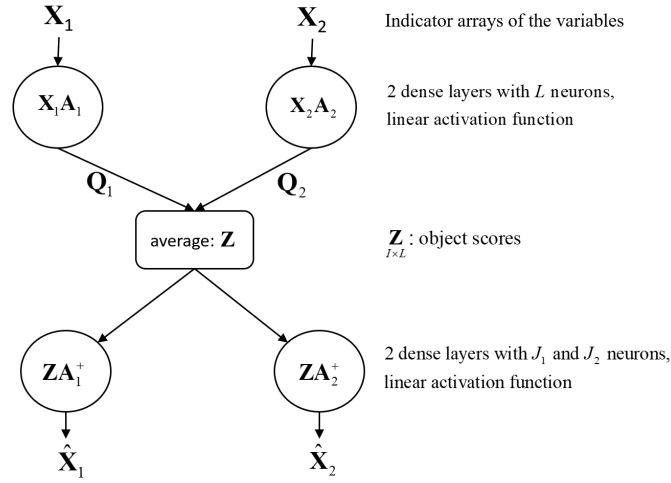 X₁ X₂ Indicator arrays of the variables
X₁A₁ X₂A₂ 2 dense layers with L neurons,
linear activation function
Q₁ Q₂
average: Z Z : object scores
I×L
ZA₁⁺ ZA₂⁺ 2 dense layers with J₁ and J₂ neurons,
linear activation function
X̂₁ X̂₂